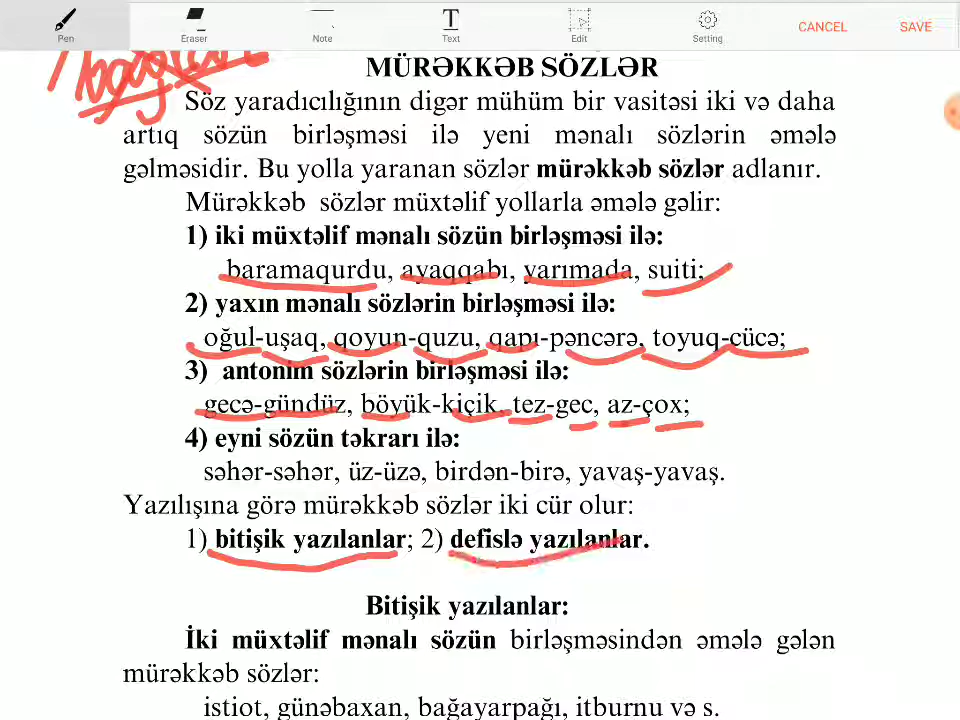 Pen Eraser Note Text Edit Setting CANCEL SAVE
MÜRƏKKƏB SÖZLƏR
Söz yaradıcılığının digər mühüm bir vasitəsi iki və daha
artıq sözün birləşməsi ilə yeni mənalı sözlərin əmələ
gəlməsidir. Bu yolla yaranan sözlər mürəkkəb sözlər adlanır.
Mürəkkəb sözlər müxtəlif yollarla əmələ gəlir:
1) iki müxtəlif mənalı sözün birləşməsi ilə:
baramaqurdu, ayaqqabı, yarımada, suiti;
2) yaxın mənalı sözlərin birləşməsi ilə:
oğul-uşaq, qoyun-quzu, qapı-pəncərə, toyuq-cücə;
3) antonim sözlərin birləşməsi ilə:
gecə-gündüz, böyük-kiçik, tez-gec, az-çox;
4) eyni sözün təkrarı ilə:
səhər-səhər, üz-üzə, birdən-birə, yavaş-yavaş.
Yazılışına görə mürəkkəb sözlər iki cür olur:
1) bitişik yazılanlar; 2) defislə yazılanlar.
Bitişik yazılanlar:
İki müxtəlif mənalı sözün birləşməsindən əmələ gələn
mürəkkəb sözlər:
istiot, günəbaxan, bağayarpağı, itburnu və s.